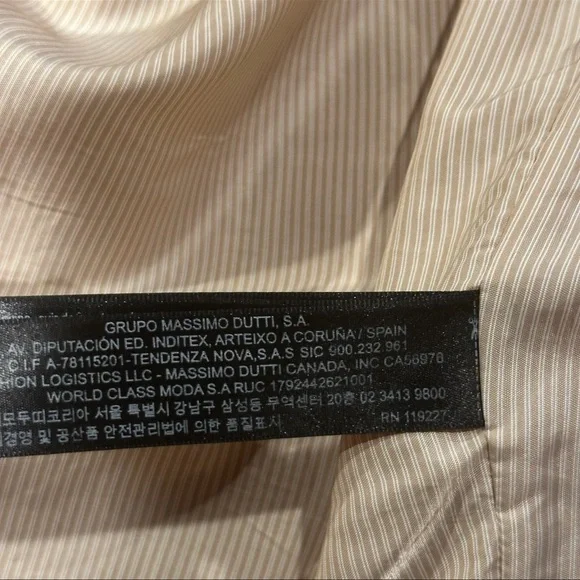 GRUPO MASSIMO DUTTI, S.A.
AV. DIPUTACIÓN ED. INDITEX, ARTEIXO A CORUÑA / SPAIN
C.I.F A-78115201-TENDENZA NOVA,S.A.S SIC 900.232.961
HION LOGISTICS LLC - MASSIMO DUTTI CANADA, INC CA56978
WORLD CLASS MODA S.A RUC 1792442621001
모두띠코리아 서울 특별시 강남구 삼성동 무역센터 20층 02 3413 9800
경영 및 공산품 안전관리법에 의한 품질표시
RN 119227